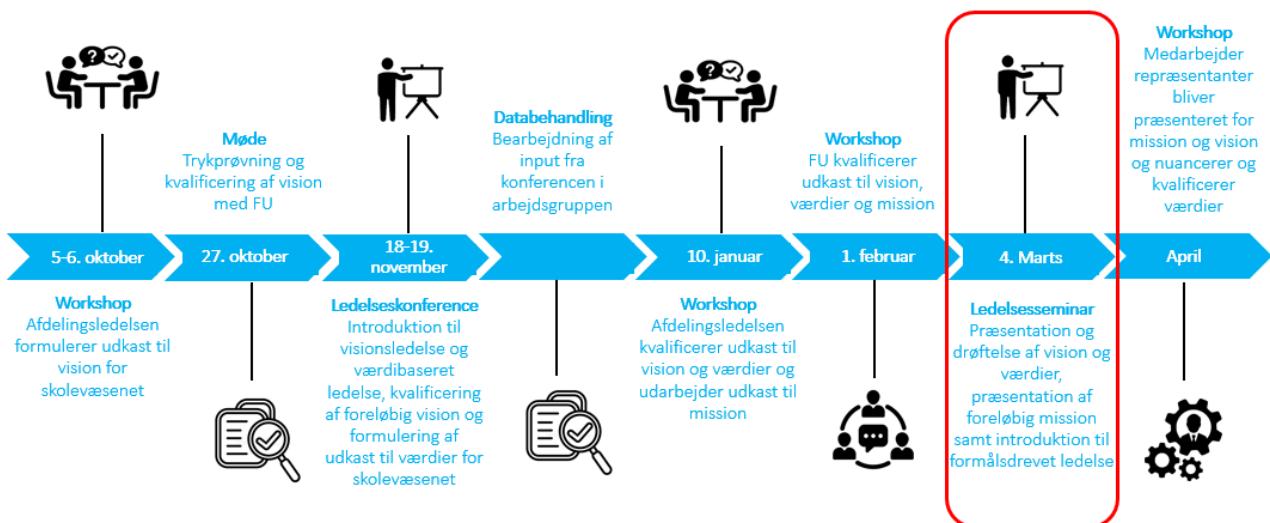 5-6. oktober
Workshop
Afdelingsledelsen
formulerer udkast til
vision for
skolevæsenet
Møde
Trykprøvning og
kvalificering af vision
med FU
27. oktober
18-19.
november
Ledelseskonference
Introduktion til
visionsledelse og
værdibaseret
ledelse, kvalificering
af foreløbig vision og
formulering af
udkast til værdier for
skolevæsenet
Databehandling
Bearbejdning af
input fra
konferencen i
arbejdsgruppen
10. januar
Workshop
Afdelingsledelsen
kvalificerer udkast til
vision og værdier og
udarbejder udkast til
mission
Workshop
FU kvalificerer
udkast til vision,
værdier og mission
1. februar
4. Marts
Ledelsesseminar
Præsentation og
drøftelse af vision og
værdier,
præsentation af
foreløbig mission
samt introduktion til
formålsdrevet ledelse
Workshop
Medarbejder
repræsentanter
bliver
præsenteret for
mission og vision
og nuancerer og
kvalificerer
værdier
April